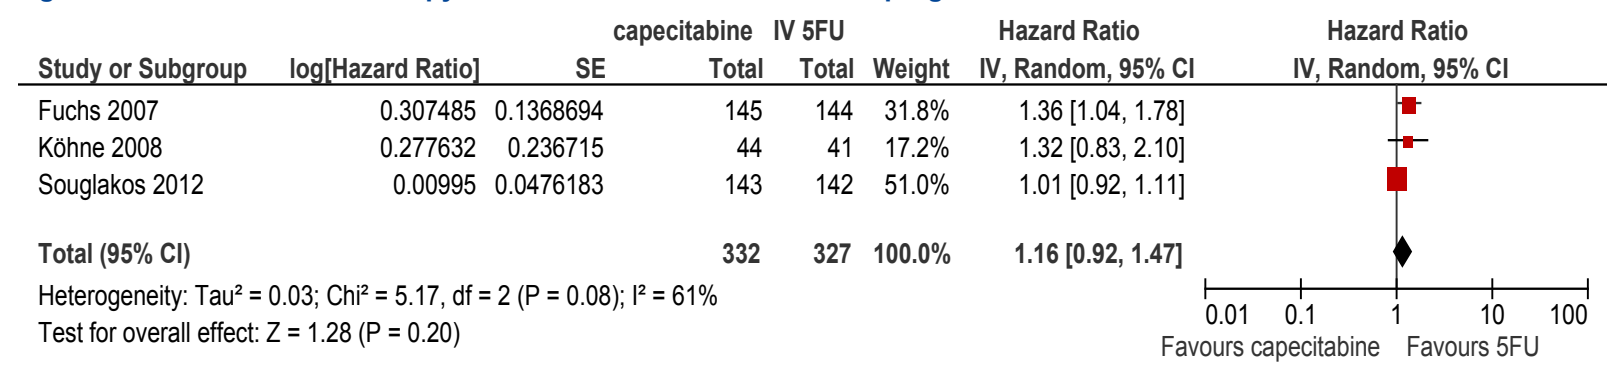 capecitabine IV 5FU Hazard Ratio Hazard Ratio
Study or Subgroup log[Hazard Ratio] SE Total Total Weight IV, Random, 95% CI IV, Random, 95% CI
Fuchs 2007 0.307485 0.1368694 145 144 31.8% 1.36 [1.04, 1.78]
Köhne 2008 0.277632 0.236715 44 41 17.2% 1.32 [0.83, 2.10]
Souglakos 2012 0.00995 0.0476183 143 142 51.0% 1.01 [0.92, 1.11]
Total (95% CI) 332 327 100.0% 1.16 [0.92, 1.47]
Heterogeneity: Tau² = 0.03; Chi² = 5.17, df = 2 (P = 0.08); I² = 61%
Test for overall effect: Z = 1.28 (P = 0.20)
0.01 0.1 1 10 100
Favours capecitabine Favours 5FU